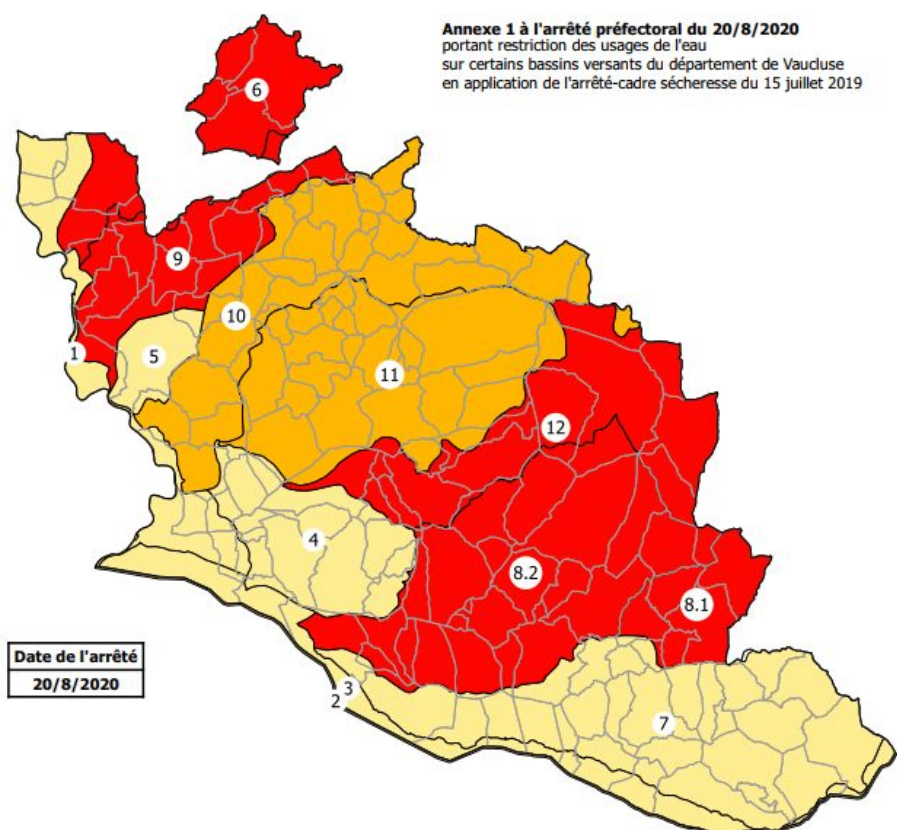 Annexe 1 à l'arrêté préfectoral du 20/8/2020
portant restriction des usages de l'eau
sur certains bassins versants du département de Vaucluse
en application de l'arrêté-cadre sécheresse du 15 juillet 2019
6
9
10
1
5
11
12
4
8.2
8.1
Date de l'arrêté
20/8/2020
3
2
7